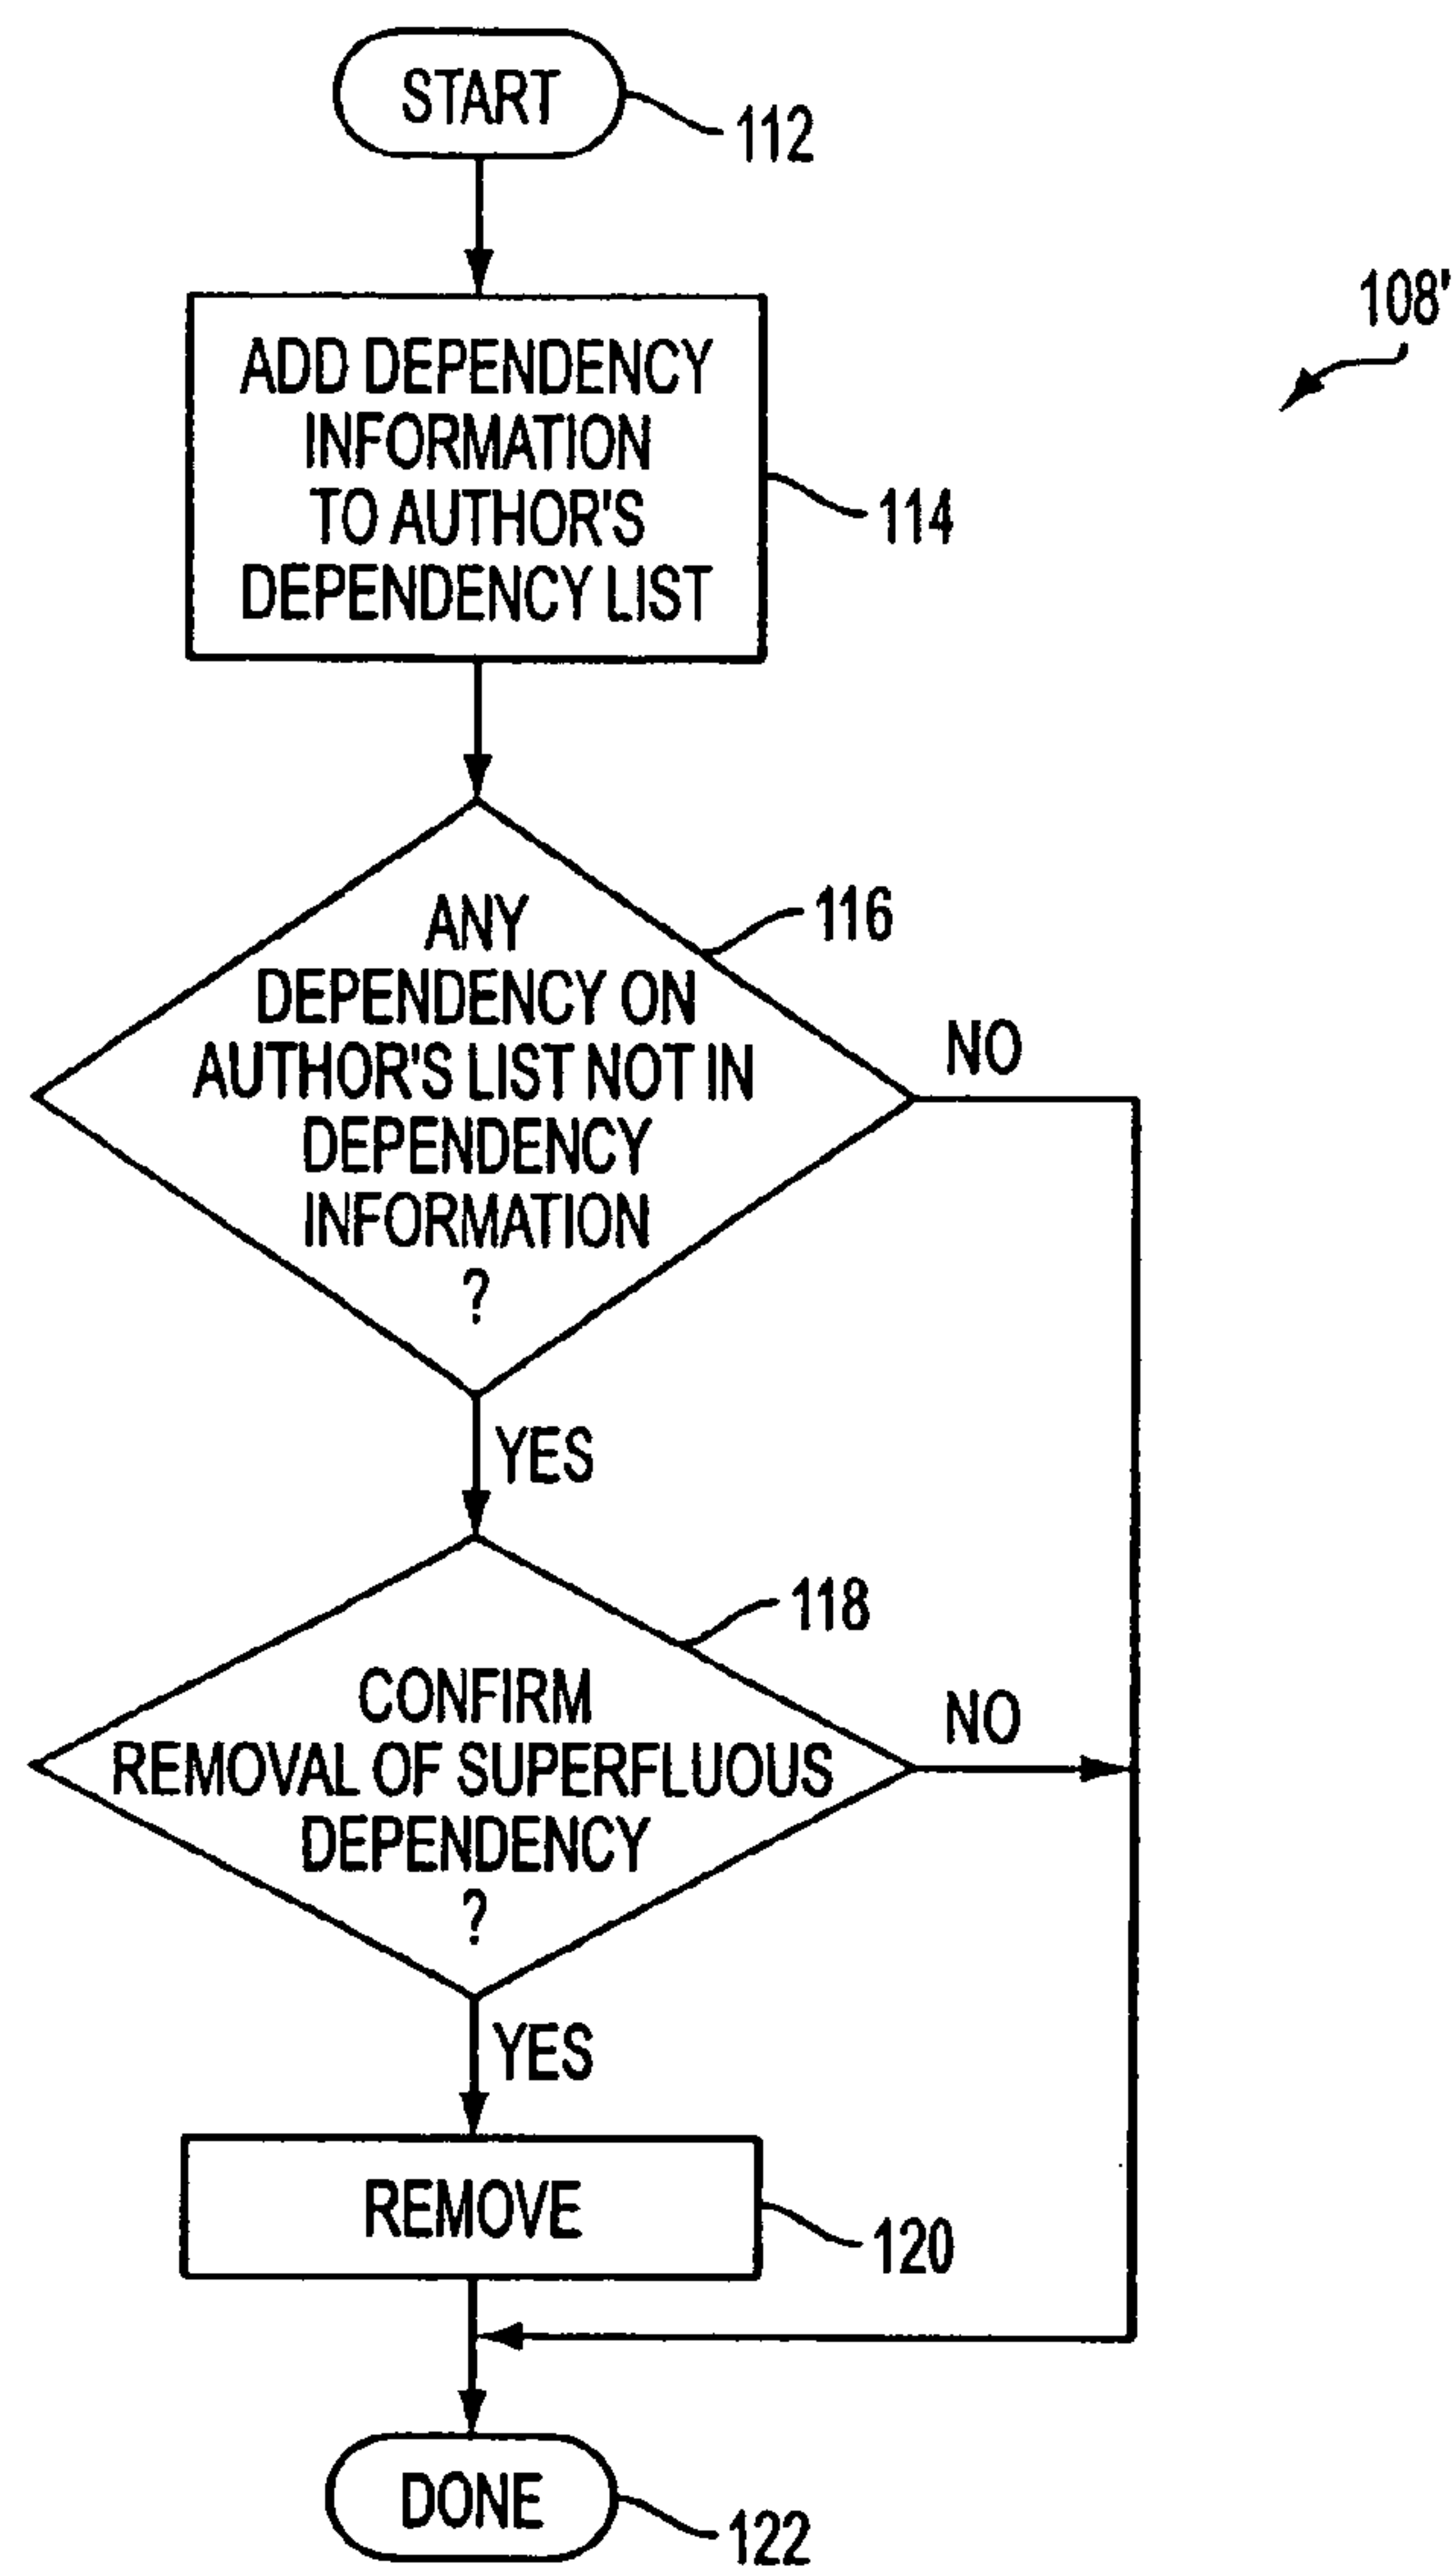 START
112
108'
ADD DEPENDENCY
INFORMATION
TO AUTHOR'S
DEPENDENCY LIST
114
ANY
DEPENDENCY ON
AUTHOR'S LIST NOT IN
DEPENDENCY
INFORMATION
?
116
NO
YES
118
CONFIRM
REMOVAL OF SUPERFLUOUS
DEPENDENCY
?
NO
YES
REMOVE
120
DONE
122